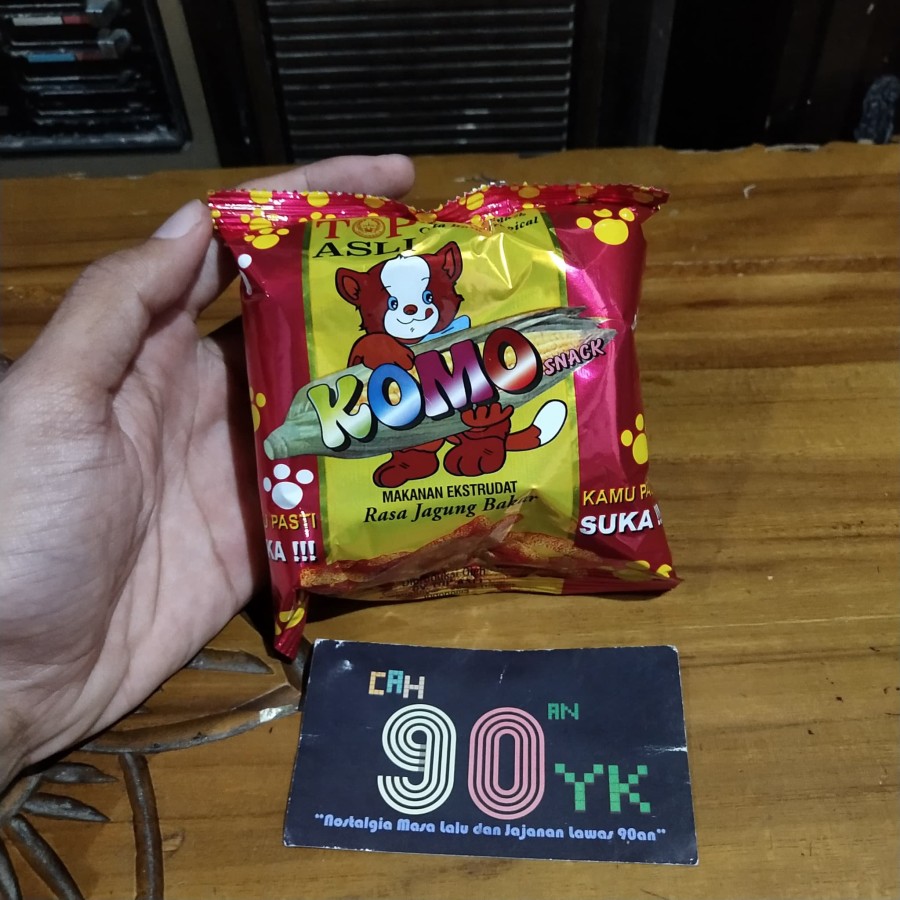 TOP
ASLI
KOMO
SNACK
MAKANAN EKSTRUDAT
Rasa Jagung Bakar
PASTI
KA !!!
KAMU PA
SUKA !
CAH
90
AN
YK
"Nostalgia Masa Lalu dan Jajanan Lawas 90an"